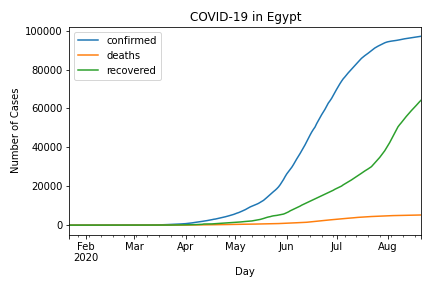 COVID-19 in Egypt
confirmed
deaths
recovered
Number of Cases
100000
80000
60000
40000
20000
0
Feb Mar Apr May Jun Jul Aug
2020
Day